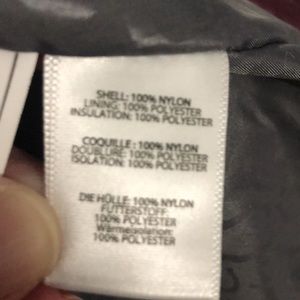 SHELL: 100% NYLON
LINING: 100% POLYESTER
INSULATION: 100% POLYESTER
COQUILLE : 100% NYLON
DOUBLURE: 100% POLYESTER
ISOLATION: 100% POLYESTER
DIE HÜLLE: 100% NYLON
FUTTERSTOFF:
100% POLYESTER
Wärmeisolation:
100% POLYESTER